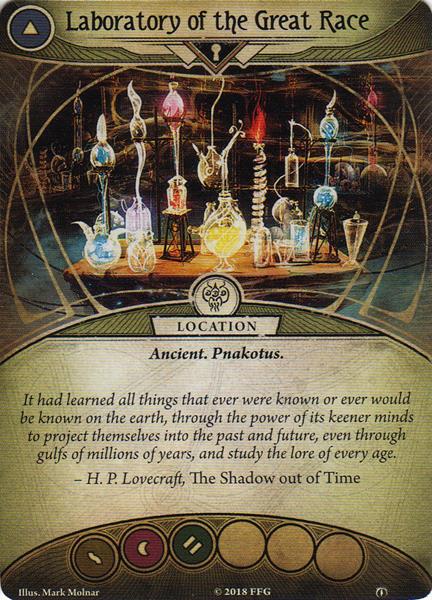 Laboratory of the Great Race
LOCATION
Ancient. Pnakotus.
It had learned all things that ever were known or ever would
be known on the earth, through the power of its keener minds
to project themselves into the past and future, even through
gulfs of millions of years, and study the lore of every age.
– H. P. Lovecraft, The Shadow out of Time
Illus. Mark Molnar
© 2018 FFG